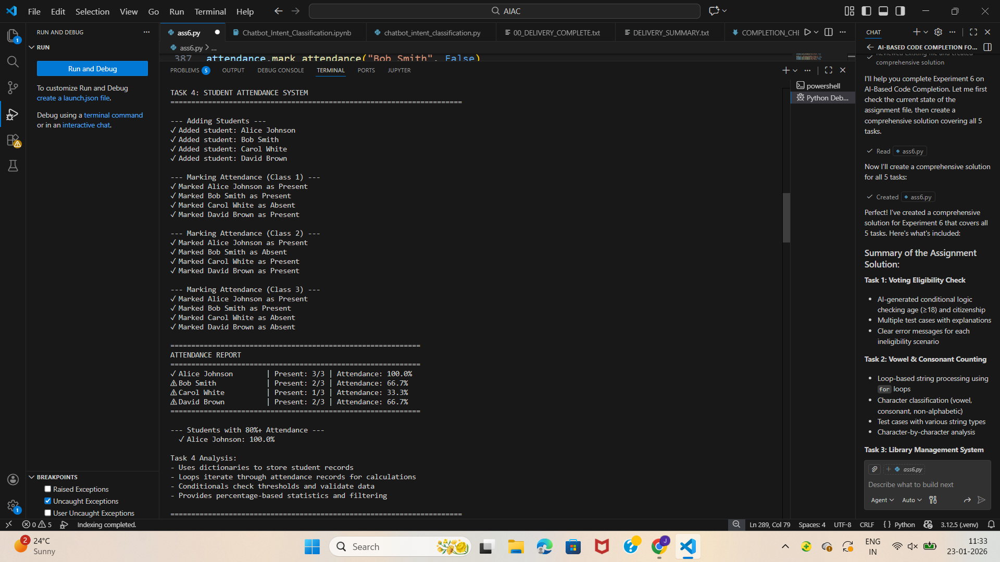 File Edit Selection View Go Run Terminal Help
AIAC
1
RUN AND DEBUG
RUN
Run and Debug
To customize Run and Debug
create a launch.json file.
Debug using a terminal command
or in an interactive chat.
BREAKPOINTS
Raised Exceptions
Uncaught Exceptions
User Uncaught Exceptions
1
ass6.py
Chatbot_Intent_Classification.ipynb
chatbot_intent_classification.py
00_DELIVERY_COMPLETE.txt
DELIVERY_SUMMARY.txt
COMPLETION_CHE
ass6.py > ...
387 attendance.mark_attendance("Bob Smith", False)
PROBLEMS 5 OUTPUT DEBUG CONSOLE TERMINAL PORTS JUPYTER
powershell
Python Deb...
TASK 4: STUDENT ATTENDANCE SYSTEM
======================================================================
--- Adding Students ---
✓ Added student: Alice Johnson
✓ Added student: Bob Smith
✓ Added student: Carol White
✓ Added student: David Brown
--- Marking Attendance (Class 1) ---
✓ Marked Alice Johnson as Present
✓ Marked Bob Smith as Present
✓ Marked Carol White as Absent
✓ Marked David Brown as Present
--- Marking Attendance (Class 2) ---
✓ Marked Alice Johnson as Present
✓ Marked Bob Smith as Absent
✓ Marked Carol White as Present
✓ Marked David Brown as Present
--- Marking Attendance (Class 3) ---
✓ Marked Alice Johnson as Present
✓ Marked Bob Smith as Present
✓ Marked Carol White as Absent
✓ Marked David Brown as Absent
============================================================
ATTENDANCE REPORT
============================================================
✓ Alice Johnson | Present: 3/3 | Attendance: 100.0%
⚠ Bob Smith | Present: 2/3 | Attendance: 66.7%
⚠ Carol White | Present: 1/3 | Attendance: 33.3%
⚠ David Brown | Present: 2/3 | Attendance: 66.7%
============================================================
--- Students with 80%+ Attendance ---
✓ Alice Johnson: 100.0%
Task 4 Analysis:
- Uses dictionaries to store student records
- Loops iterate through attendance records for calculations
- Conditionals check thresholds and validate data
- Provides percentage-based statistics and filtering
======================================================================
CHAT
AI-BASED CODE COMPLETION FO...
Reviewed existing file and created
comprehensive solution
I'll help you complete Experiment 6 on
AI-Based Code Completion. Let me first
check the current state of the
assignment file, then create a
comprehensive solution covering all 5
tasks.
Read ass6.py
Now I'll create a comprehensive solution
for all 5 tasks:
Created ass6.py
Perfect! I've created a comprehensive
solution for Experiment 6 that covers all
5 tasks. Here's what's included:
Summary of the Assignment
Solution:
Task 1: Voting Eligibility Check
• AI-generated conditional logic
checking age (≥18) and citizenship
• Multiple test cases with explanations
• Clear error messages for each
ineligibility scenario
Task 2: Vowel & Consonant Counting
• Loop-based string processing using
for loops
• Character classification (vowel,
consonant, non-alphabetic)
• Test cases with various string types
• Character-by-character analysis
Task 3: Library Management System
+ ass6.py
Describe what to build next
Agent Auto
0 5 Indexing completed.
Ln 289, Col 79 Spaces: 4 UTF-8 CRLF { } Python 3.12.5 (.venv)
2
24°C
Sunny
Search
J
ENG
IN
11:33
23-01-2026